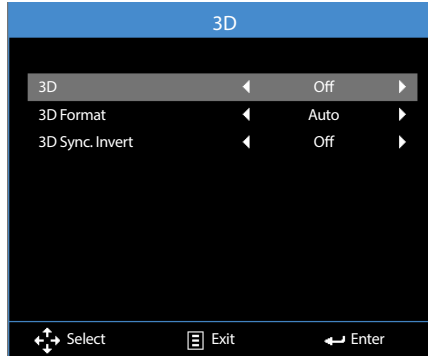 3D
3D Off
3D Format Auto
3D Sync. Invert Off
Select Exit Enter